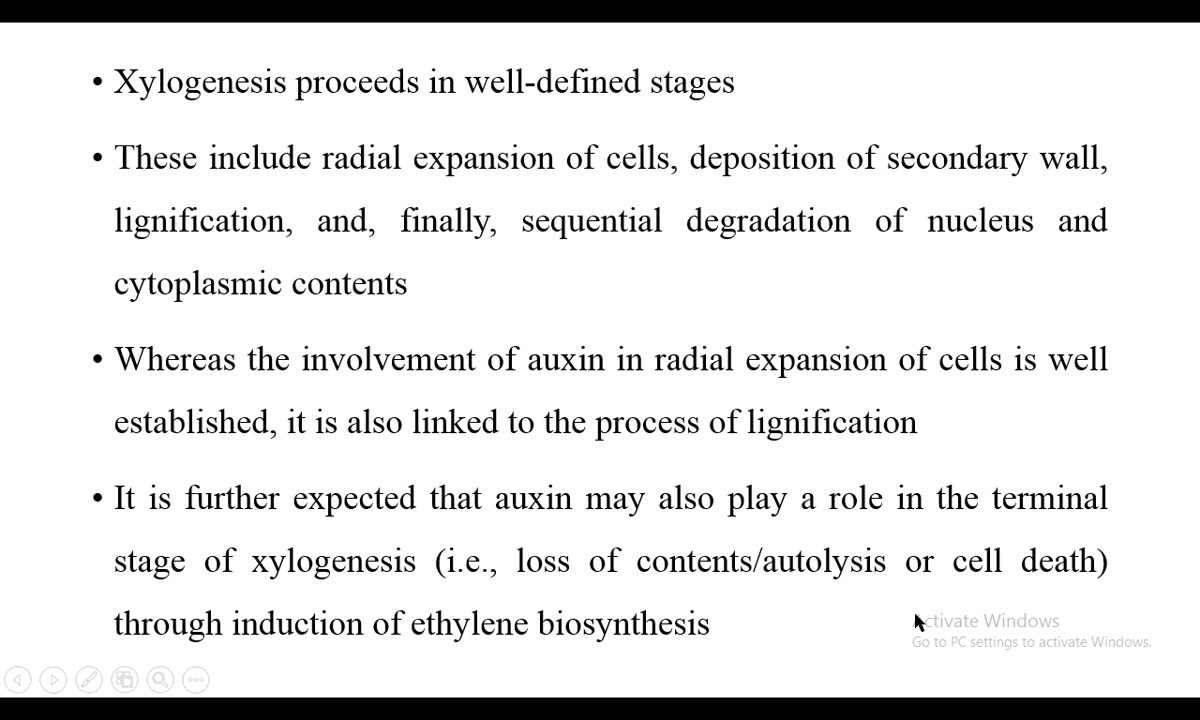 • Xylogenesis proceeds in well-defined stages
• These include radial expansion of cells, deposition of secondary wall,
lignification, and, finally, sequential degradation of nucleus and
cytoplasmic contents
• Whereas the involvement of auxin in radial expansion of cells is well
established, it is also linked to the process of lignification
• It is further expected that auxin may also play a role in the terminal
stage of xylogenesis (i.e., loss of contents/autolysis or cell death)
through induction of ethylene biosynthesis
Activate Windows
Go to PC settings to activate Windows.